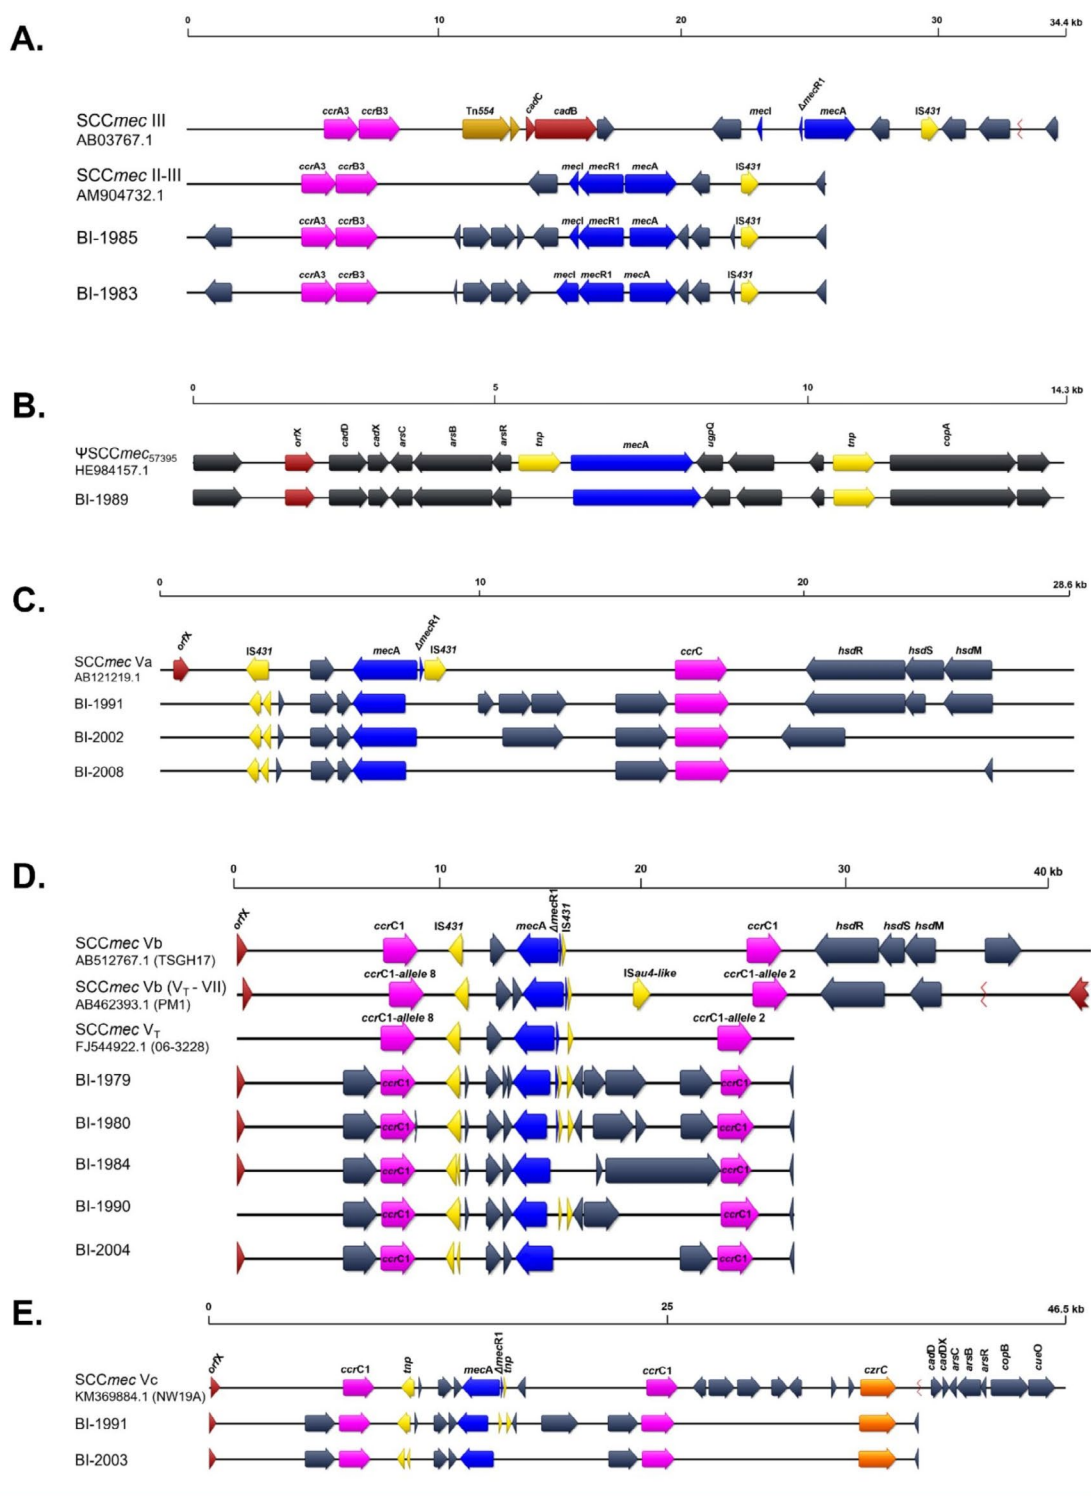 A.
0 10 20 30 34.4 kb
ccrA3 ccrB3 Tn554 cadC cadB mecI ΔmecR1 mecA IS431
SCCmec III
AB03767.1
ccrA3 ccrB3 mecI mecR1 mecA IS431
SCCmec II-III
AM904732.1
ccrA3 ccrB3 mecI mecR1 mecA IS431
BI-1985
ccrA3 ccrB3 mecI mecR1 mecA IS431
BI-1983
B.
0 5 10 14.3 kb
orfX cadD cadX arsC arsB arsR tnp mecA ugpQ tnp copA
ΨSCCmec57395
HE984157.1
BI-1989
C.
0 10 20 28.6 kb
orfX IS431 mecA ΔmecR1 IS431 ccrC hsdR hsdS hsdM
SCCmec Va
AB121219.1
BI-1991
BI-2002
BI-2008
D.
0 10 20 30 40 kb
orfX ccrC1 IS431 mecA ΔmecR1 IS431 ccrC1 hsdR hsdS hsdM
SCCmec Vb
AB512767.1 (TSGH17)
ccrC1-allele 8 ISau4-like ccrC1-allele 2
SCCmec Vb (VT - VII)
AB462393.1 (PM1)
ccrC1-allele 8 ccrC1-allele 2
SCCmec VT
FJ544922.1 (06-3228)
BI-1979 ccrC1 ccrC1
BI-1980 ccrC1 ccrC1
BI-1984 ccrC1 ccrC1
BI-1990 ccrC1 ccrC1
BI-2004 ccrC1 ccrC1
E.
0 25 46.5 kb
orfX ccrC1 tnp mecA ΔmecR1 tnp ccrC1 czrC cadD cadDX arsC arsB arsR copB cueO
SCCmec Vc
KM369884.1 (NW19A)
BI-1991
BI-2003